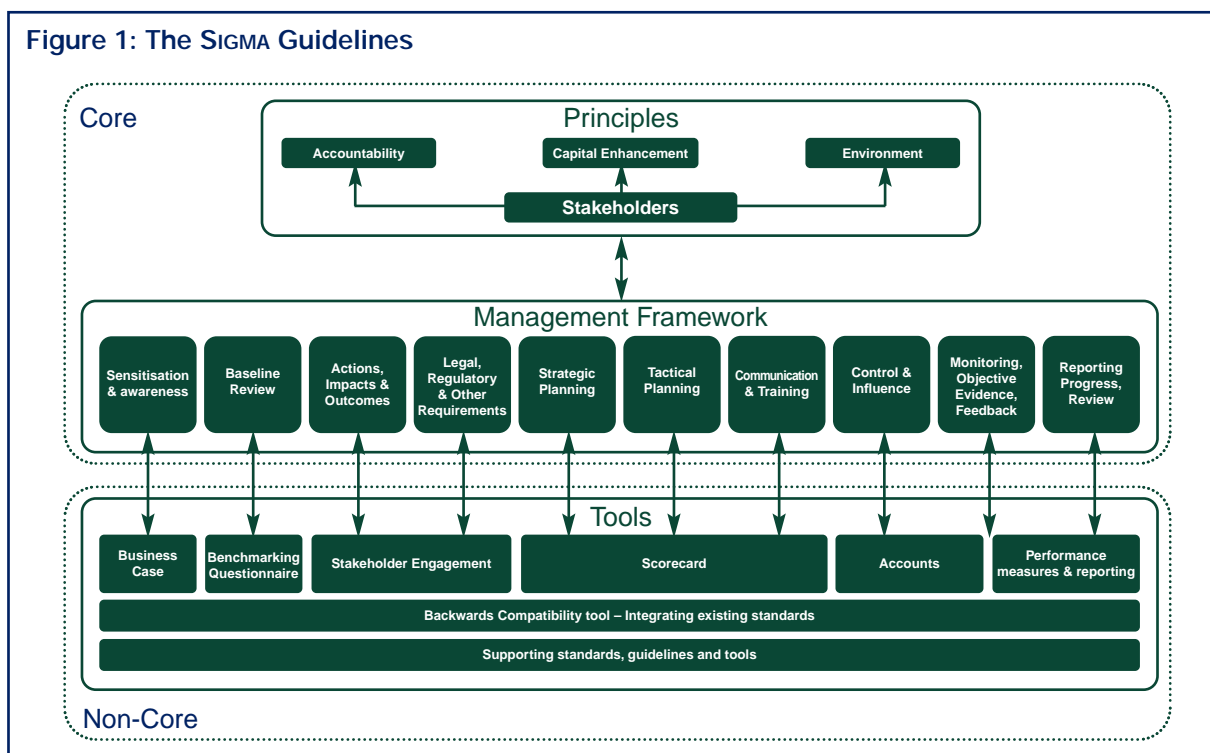 Figure 1: The SIGMA Guidelines
Core
Principles
Accountability
Capital Enhancement
Environment
Stakeholders
Management Framework
Sensitisation
& awareness
Baseline
Review
Actions,
Impacts &
Outcomes
Legal,
Regulatory
& Other
Requirements
Strategic
Planning
Tactical
Planning
Communication
& Training
Control &
Influence
Monitoring,
Objective
Evidence,
Feedback
Reporting
Progress,
Review
Tools
Business
Case
Benchmarking
Questionnaire
Stakeholder Engagement
Scorecard
Accounts
Performance
measures & reporting
Backwards Compatibility tool – Integrating existing standards
Supporting standards, guidelines and tools
Non-Core